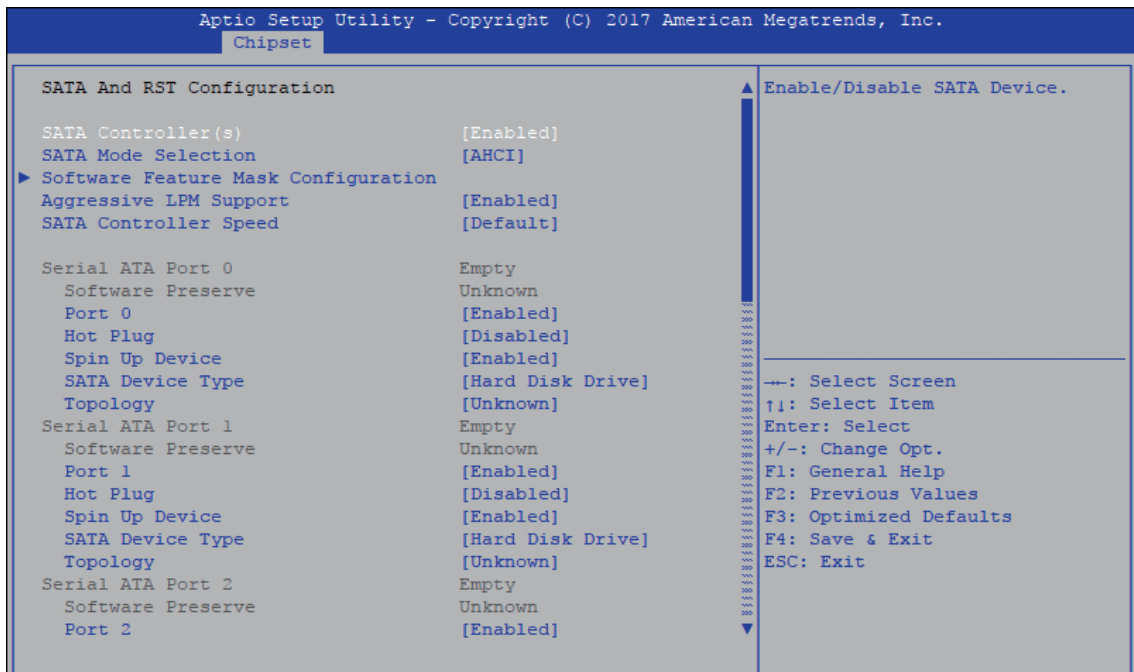 Aptio Setup Utility - Copyright (C) 2017 American Megatrends, Inc.
Chipset
SATA And RST Configuration
SATA Controller(s) [Enabled]
SATA Mode Selection [AHCI]
► Software Feature Mask Configuration
Aggressive LPM Support [Enabled]
SATA Controller Speed [Default]
Serial ATA Port 0 Empty
Software Preserve Unknown
Port 0 [Enabled]
Hot Plug [Disabled]
Spin Up Device [Enabled]
SATA Device Type [Hard Disk Drive]
Topology [Unknown]
Serial ATA Port 1 Empty
Software Preserve Unknown
Port 1 [Enabled]
Hot Plug [Disabled]
Spin Up Device [Enabled]
SATA Device Type [Hard Disk Drive]
Topology [Unknown]
Serial ATA Port 2 Empty
Software Preserve Unknown
Port 2 [Enabled]
Enable/Disable SATA Device.
→←: Select Screen
↑↓: Select Item
Enter: Select
+/-: Change Opt.
F1: General Help
F2: Previous Values
F3: Optimized Defaults
F4: Save & Exit
ESC: Exit